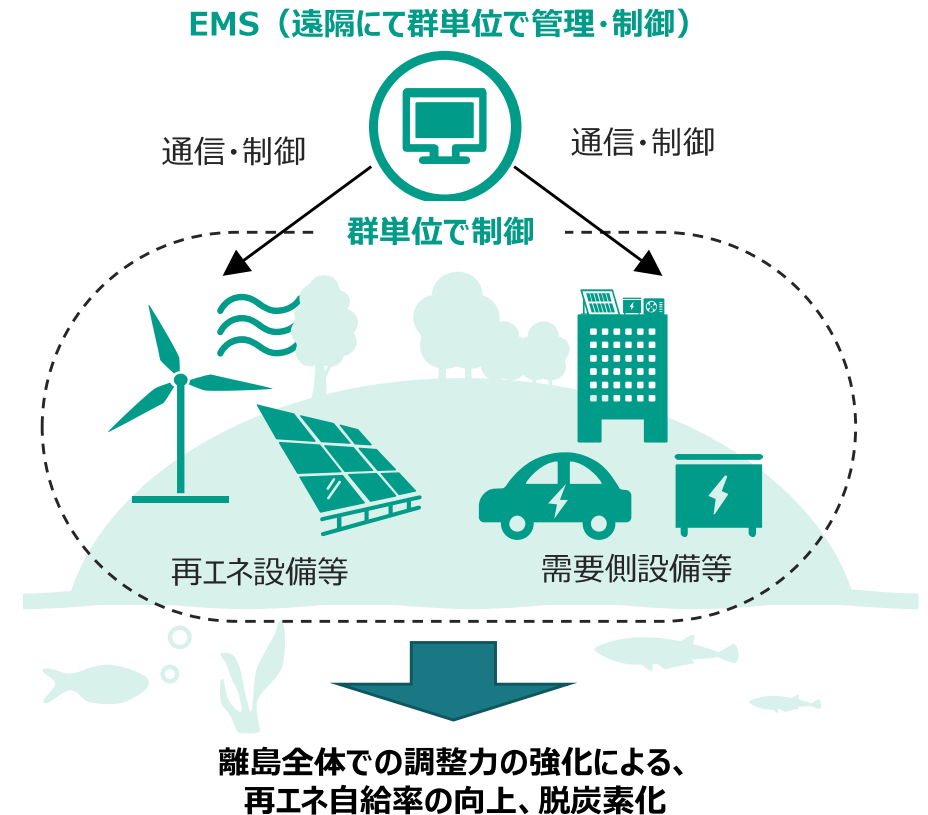 EMS（遠隔にて群単位で管理・制御）
通信・制御
通信・制御
群単位で制御
再エネ設備等
需要側設備等
離島全体での調整力の強化による、
再エネ自給率の向上、脱炭素化